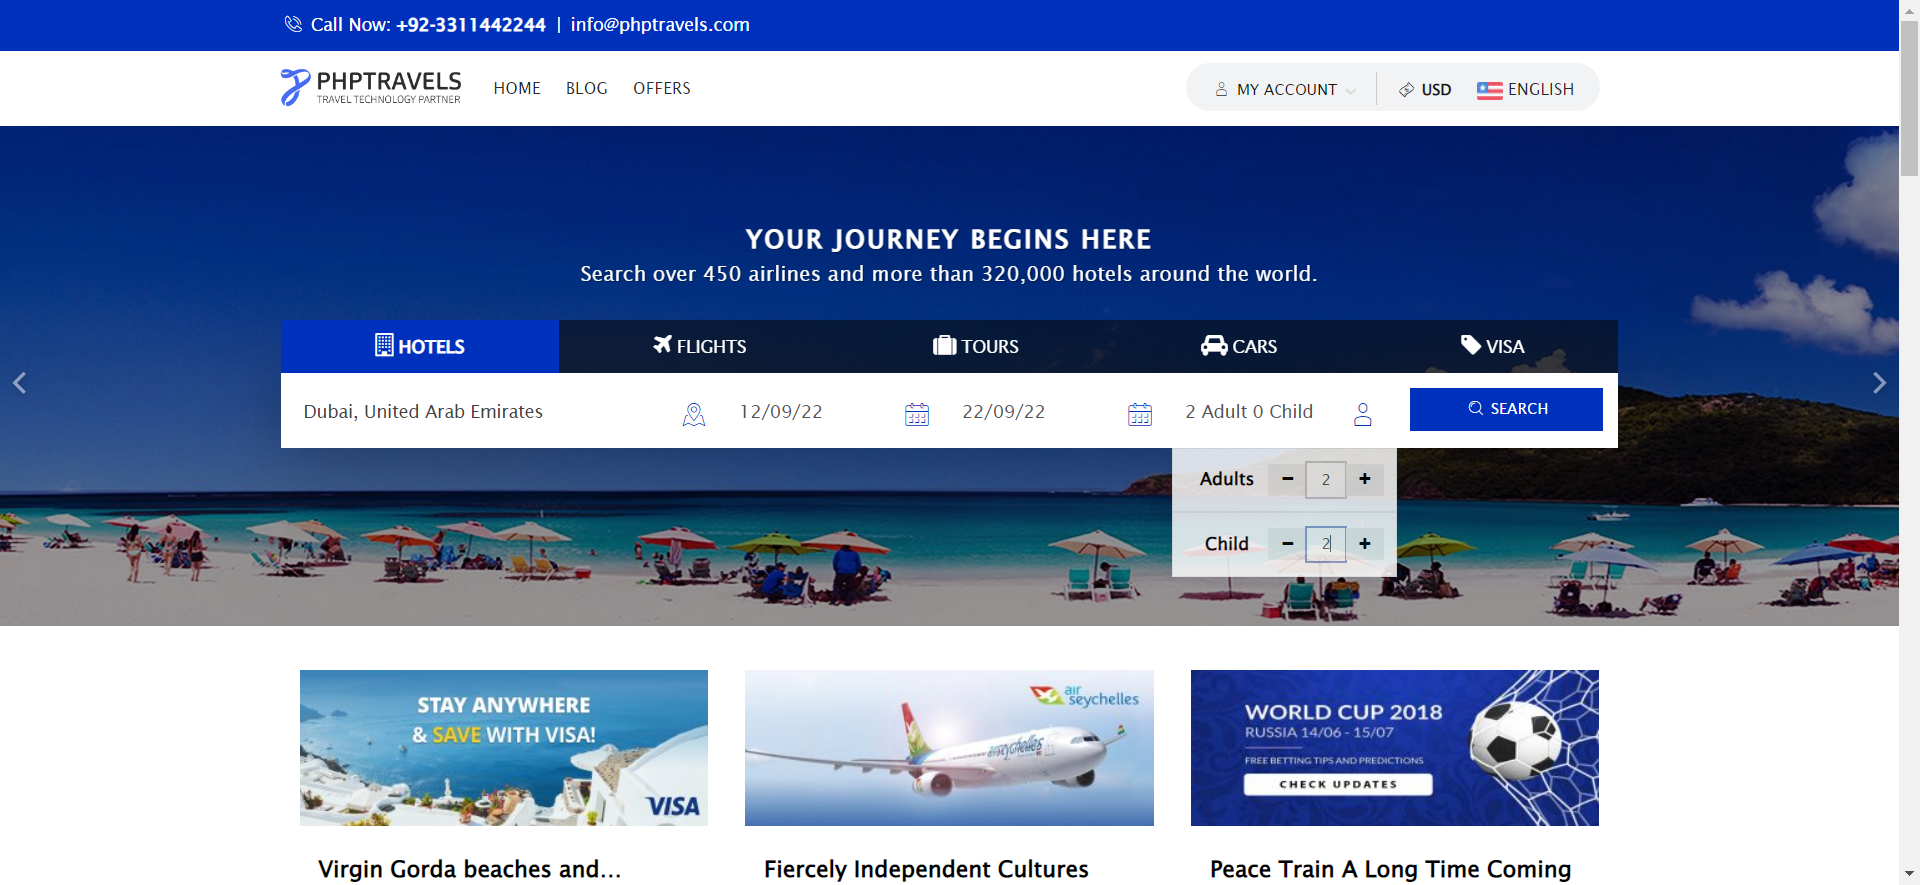 Call Now: +92-3311442244 | info@phptravels.com
PHPTRAVELS
TRAVEL TECHNOLOGY PARTNER
HOME BLOG OFFERS
MY ACCOUNT USD ENGLISH
YOUR JOURNEY BEGINS HERE
Search over 450 airlines and more than 320,000 hotels around the world.
HOTELS FLIGHTS TOURS CARS VISA
Dubai, United Arab Emirates 12/09/22 22/09/22 2 Adult 0 Child SEARCH
Adults - 2 +
Child - 2 +
STAY ANYWHERE
& SAVE WITH VISA!
VISA
air seychelles
air seychelles
WORLD CUP 2018
RUSSIA 14/06 - 15/07
FREE BETTING TIPS AND PREDICTIONS
CHECK UPDATES
Virgin Gorda beaches and...
Fiercely Independent Cultures
Peace Train A Long Time Coming